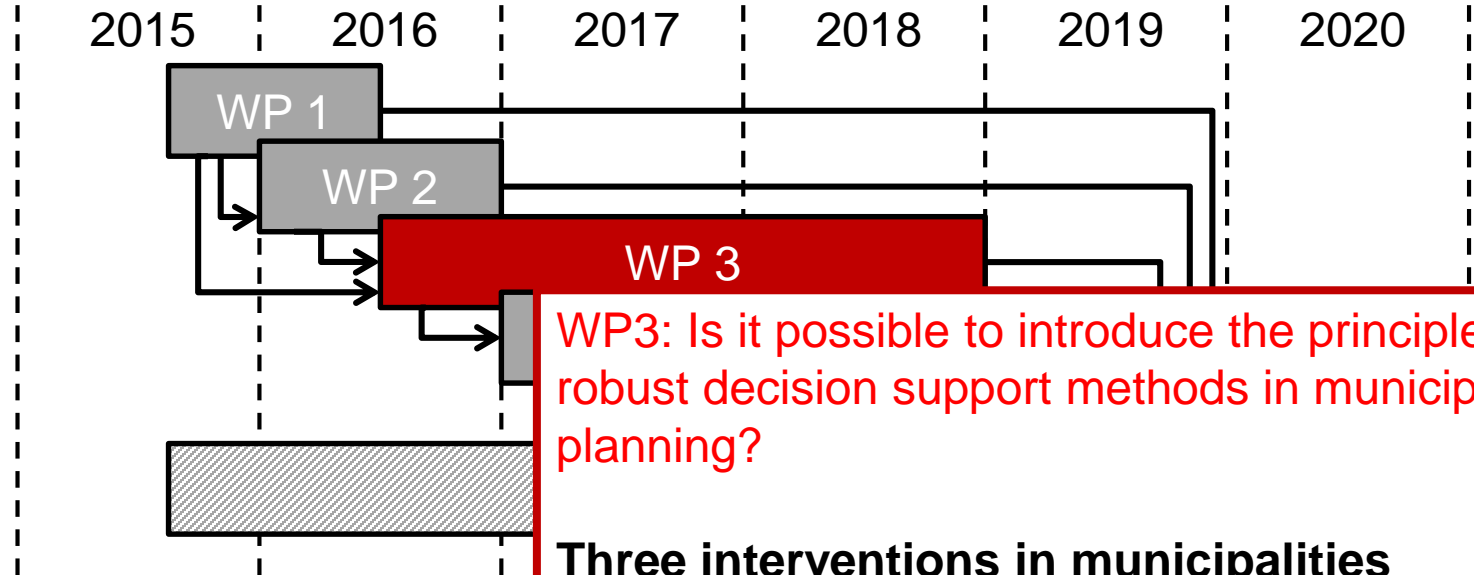 2015 2016 2017 2018 2019 2020
WP 1
WP 2
WP 3
WP3: Is it possible to introduce the principle
robust decision support methods in municip
planning?
Three interventions in municipalities